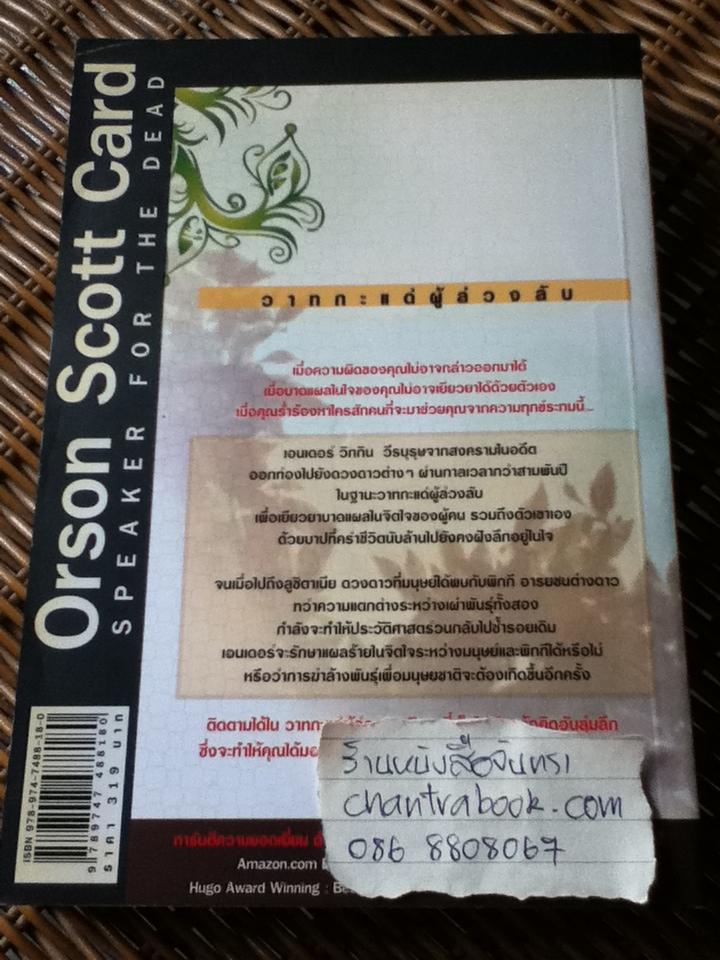 Orson Scott Card
SPEAKER FOR THE DEAD
วาทกะแด่ผู้ล่วงลับ
เมื่อความผิดของคุณไม่อาจกล่าวออกมาได้
เมื่อบาดแผลในใจของคุณไม่อาจเยียวยาได้ด้วยตัวเอง
เมื่อคุณร่ำร้องหาใครสักคนที่จะมาช่วยคุณจากความทุกข์ระทมนี้...
เอนเดอร์ วิกกิน วีรบุรุษจากสงครามในอดีต
ออกท่องไปยังดวงดาวต่างๆ ผ่านกาลเวลากว่าสามพันปี
ในฐานะวาทกะแด่ผู้ล่วงลับ
เพื่อเยียวยาบาดแผลในจิตใจของผู้คน รวมถึงตัวเขาเอง
ด้วยบาปที่คร่าชีวิตนับล้านไปยังคงฝังลึกอยู่ในใจ
จนเมื่อไปถึงลูซิตาเนีย ดวงดาวที่มนุษย์ได้พบกับพิกกี อารยชนต่างดาว
ทว่าความแตกต่างระหว่างเผ่าพันธุ์ทั้งสอง
กำลังจะทำให้ประวัติศาสตร์วนกลับไปซ้ำรอยเดิม
เอนเดอร์จะรักษาแผลร้ายในจิตใจระหว่างมนุษย์และพิกกีได้หรือไม่
หรือว่าการฆ่าล้างพันธุ์เพื่อมนุษยชาติจะต้องเกิดขึ้นอีกครั้ง
ติดตามได้ใน คิดอันลุ่มลึก
ซึ่งจะทำให้คุณได้
การันตีความยอดเยี่ยม
Amazon.com
Hugo Award Winning :
ร้านหนังสือจันทรา
chantrabook.com
086 8808067
ISBN 978-974-7488-18-0
9 789747 488180
ราคา 319 บาท